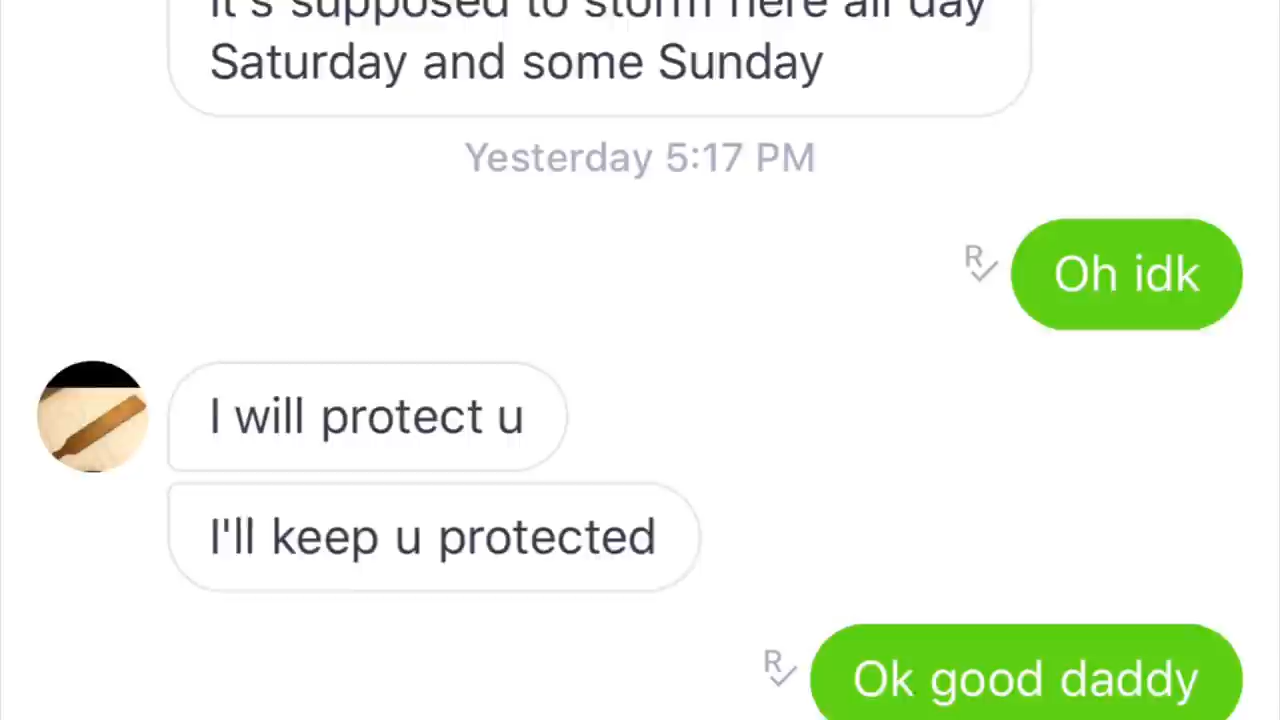 It's supposed to storm here all day
Saturday and some Sunday
Yesterday 5:17 PM
R
Oh idk
I will protect u
I'll keep u protected
R
Ok good daddy